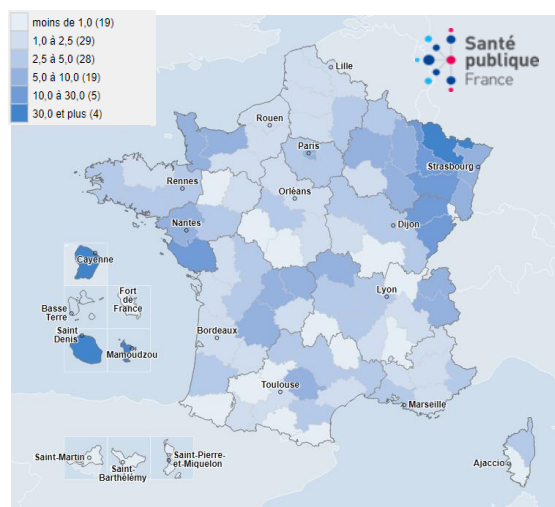 moins de 1,0 (19)
1,0 à 2,5 (29)
2,5 à 5,0 (28)
5,0 à 10,0 (19)
10,0 à 30,0 (5)
30,0 et plus (4)
Santé
publique
France
Lille
Rouen
Paris
Strasbourg
Rennes
Orléans
Nantes
Dijon
Cayenne
Fort
de
France
Basse
Terre
Lyon
Saint
Denis
Mamoudzou
Bordeaux
Toulouse
Marseille
Saint-Martin
Saint-
Barthélémy
Saint-Pierre
et-Miquelon
Ajaccio